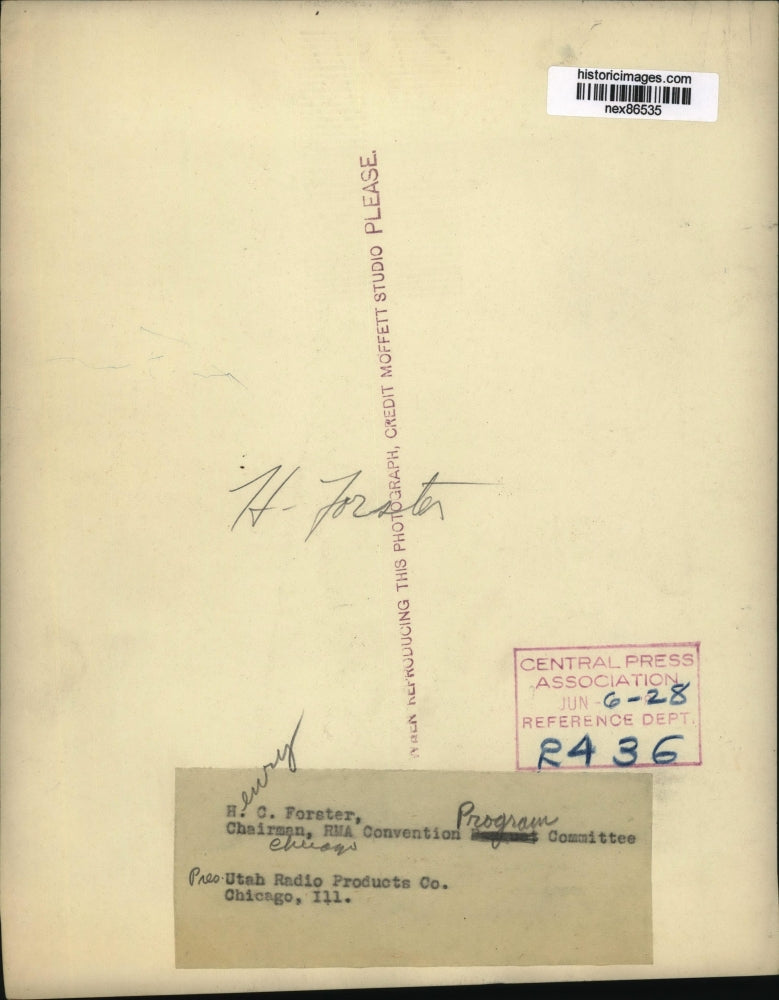 historicimages.com
nex86535
WHEN REPRODUCING THIS PHOTOGRAPH, CREDIT MOFFETT STUDIO PLEASE.
H. Forster
CENTRAL PRESS
ASSOCIATION
JUN -6-28
REFERENCE DEPT.
R436
enry
H. C. Forster, Program
Chairman, RMA Convention Committee
Chicago
Pres. Utah Radio Products Co.
Chicago, Ill.